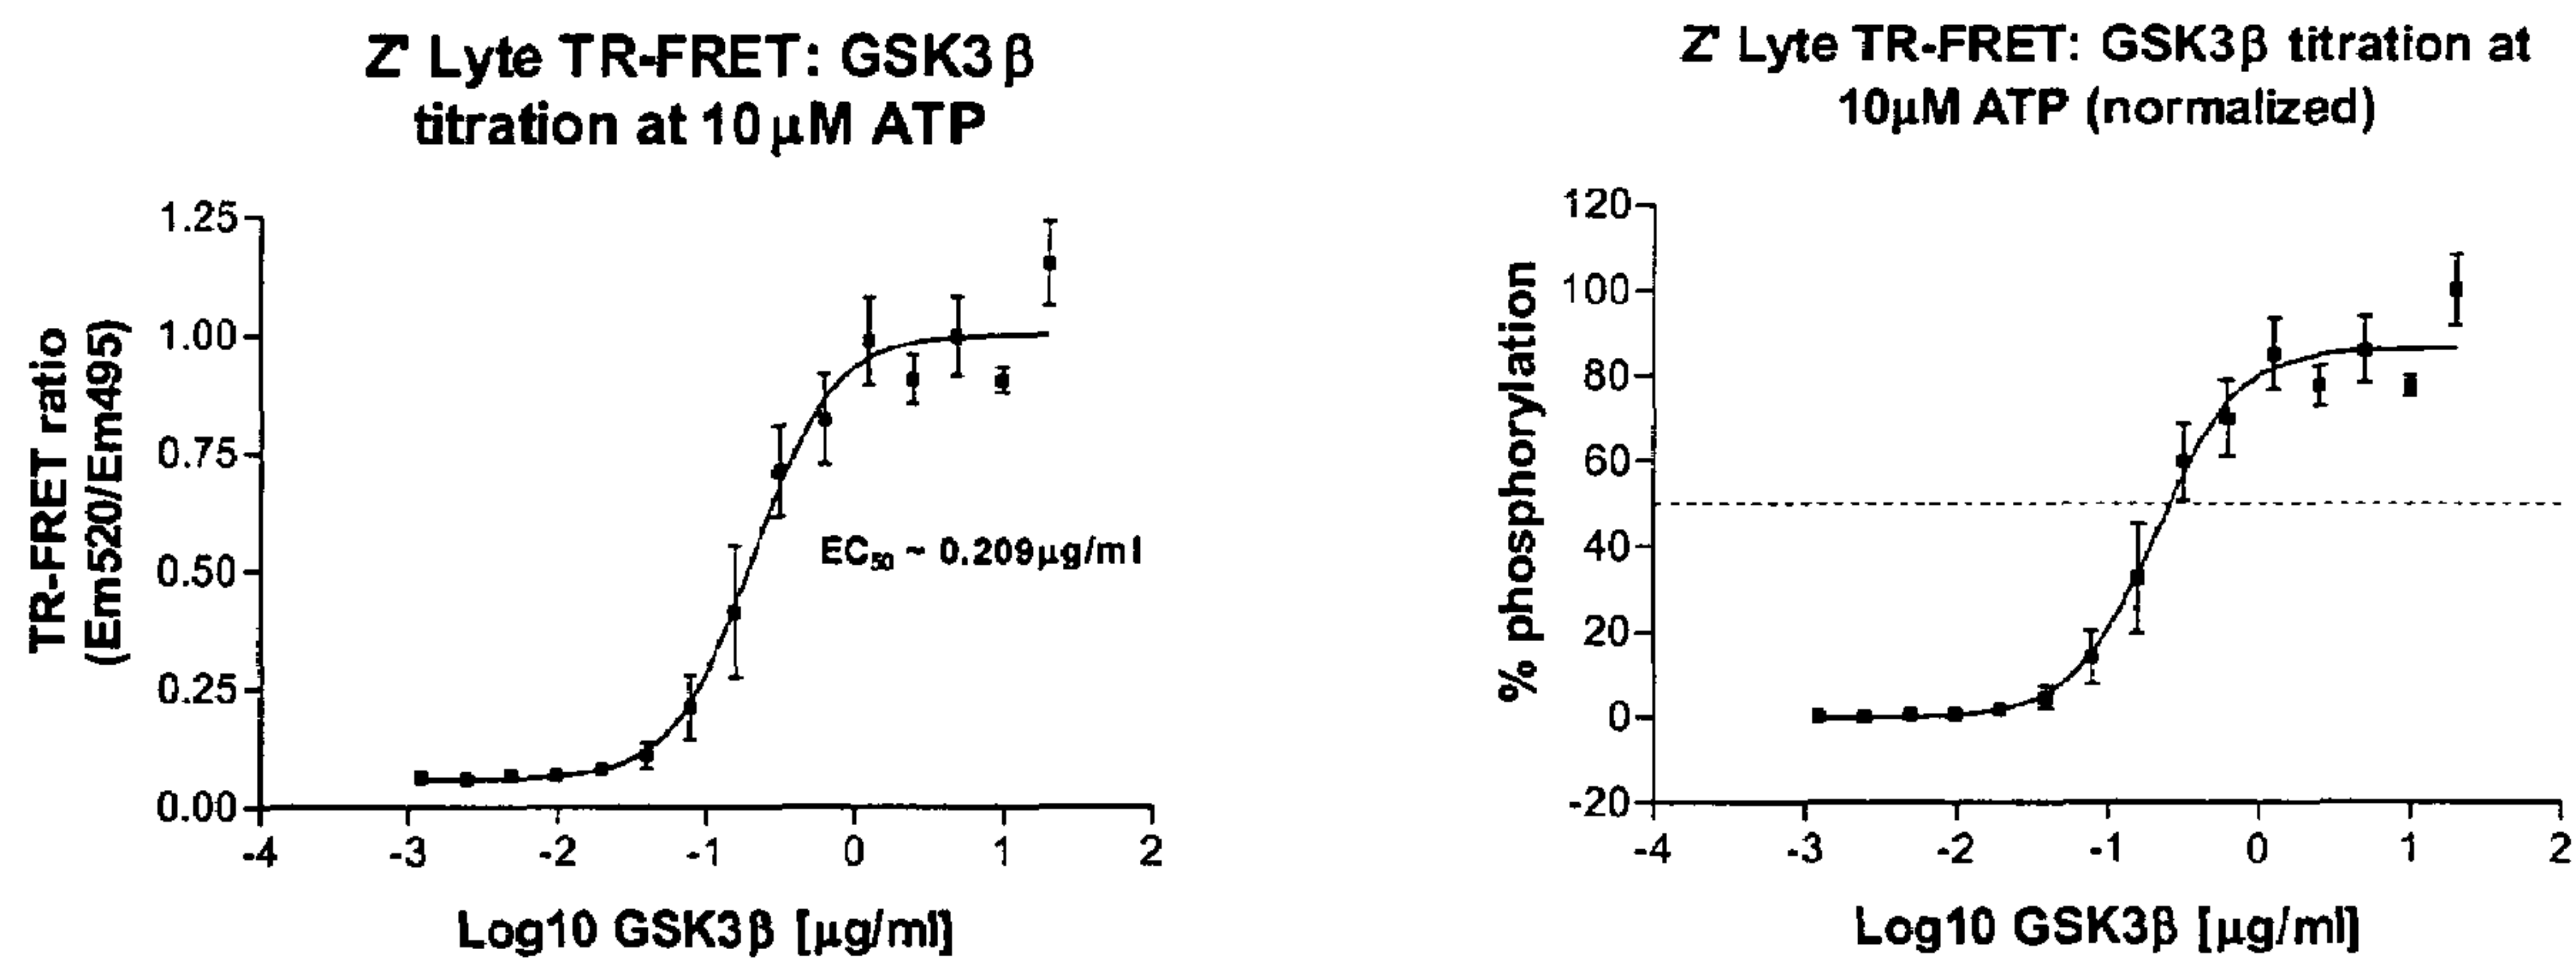 Z' Lyte TR-FRET: GSK3β
titration at 10μM ATP
TR-FRET ratio
(Em520/Em495)
1.25
1.00
0.75
0.50
0.25
0.00
EC50 ~ 0.209μg/ml
-4 -3 -2 -1 0 1 2
Log10 GSK3β [μg/ml]
Z' Lyte TR-FRET: GSK3β titration at
10μM ATP (normalized)
% phosphorylation
120
100
80
60
40
20
0
-20
-4 -3 -2 -1 0 1 2
Log10 GSK3β [μg/ml]